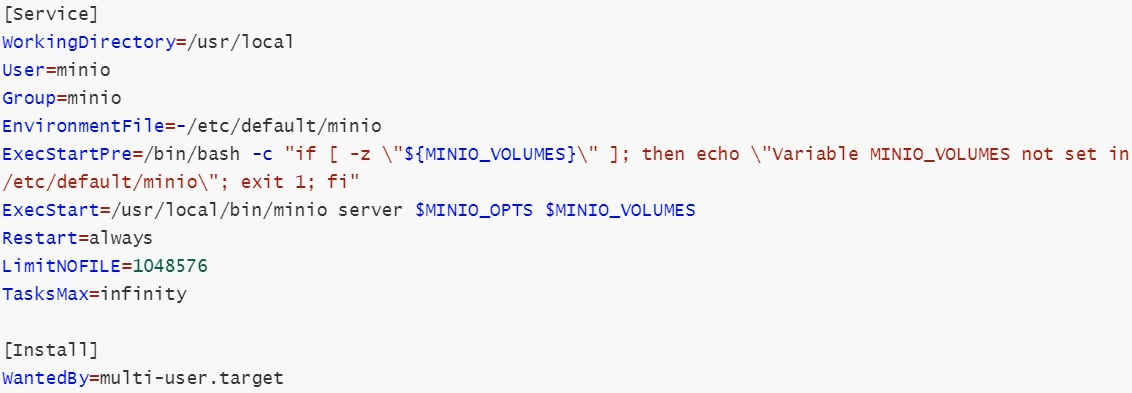 [Service]
WorkingDirectory=/usr/local
User=minio
Group=minio
EnvironmentFile=-/etc/default/minio
ExecStartPre=/bin/bash -c "if [ -z \"${MINIO_VOLUMES}\" ]; then echo \"Variable MINIO_VOLUMES not set in
/etc/default/minio\"; exit 1; fi"
ExecStart=/usr/local/bin/minio server $MINIO_OPTS $MINIO_VOLUMES
Restart=always
LimitNOFILE=1048576
TasksMax=infinity

[Install]
WantedBy=multi-user.target